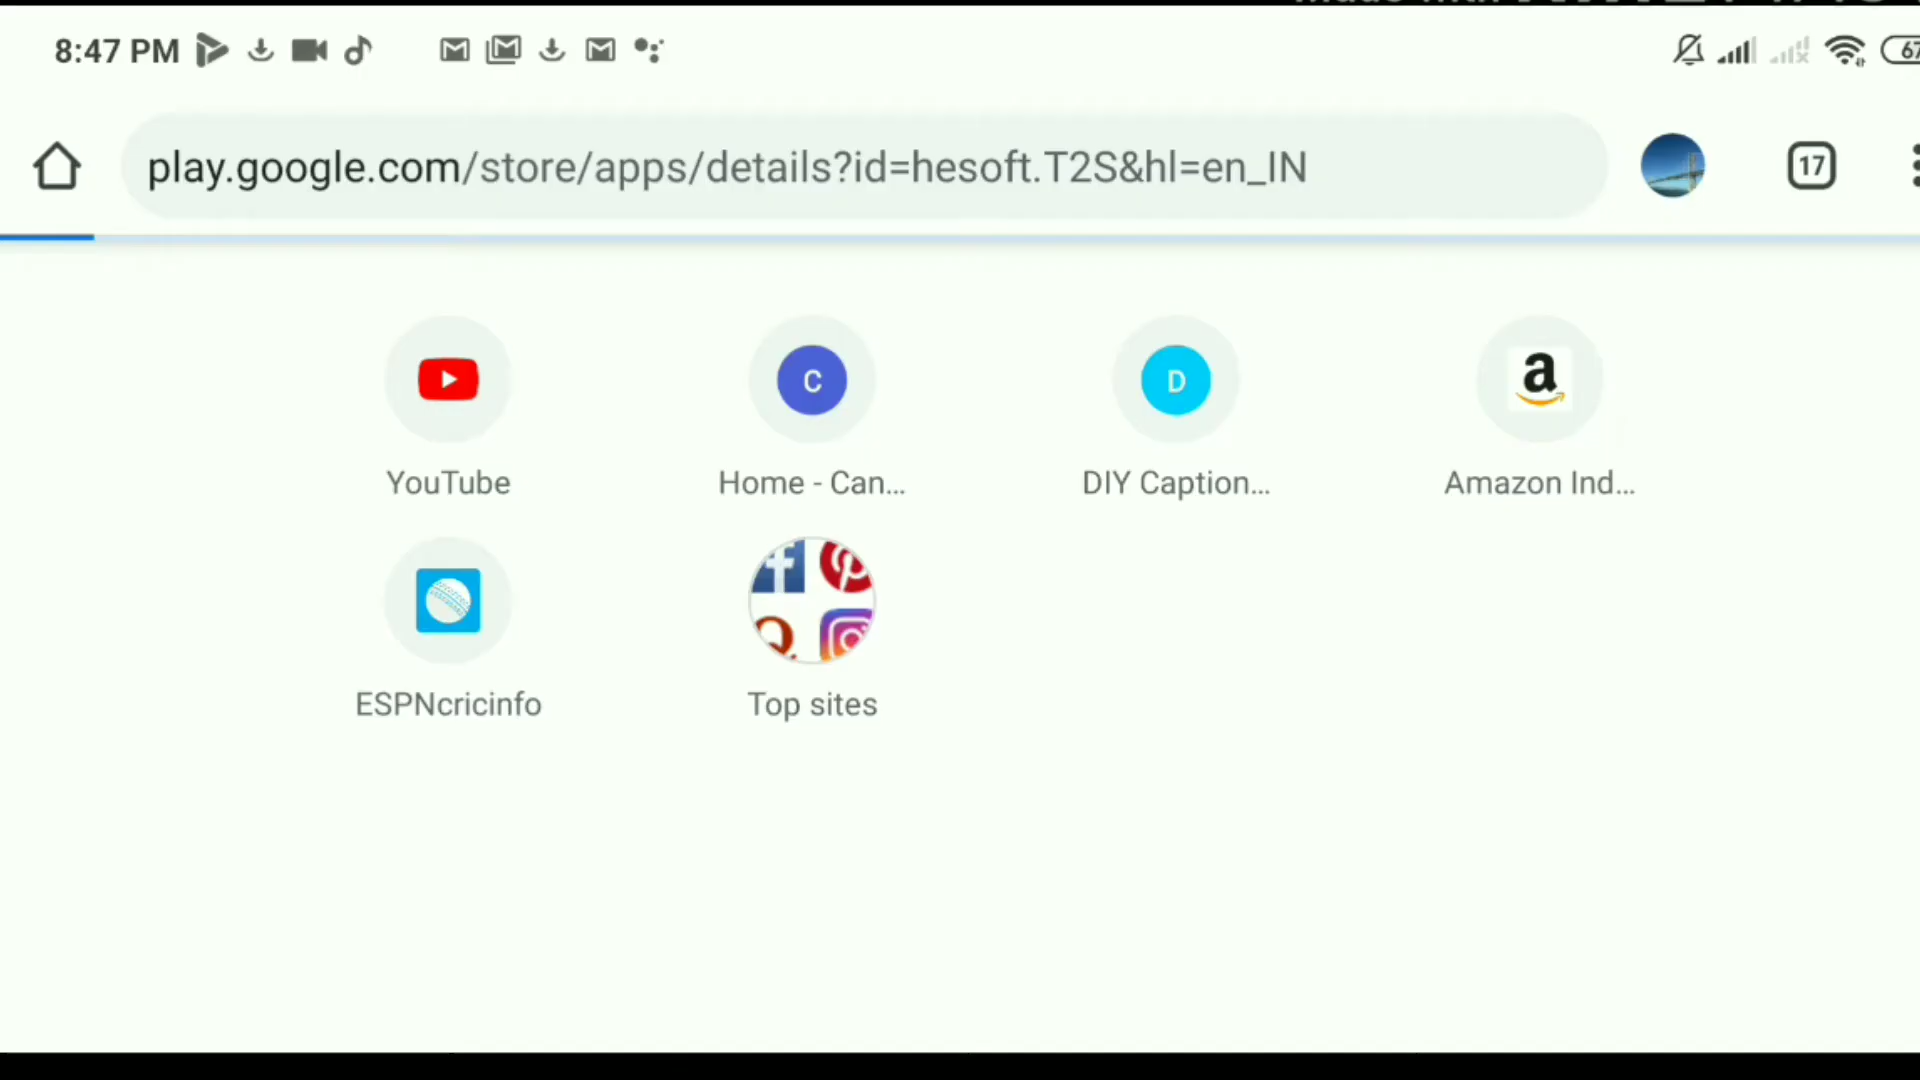 8:47 PM
67
play.google.com/store/apps/details?id=hesoft.T2S&hl=en_IN
17
C
D
a
YouTube
Home - Can...
DIY Caption...
Amazon Ind...
f
ESPNcricinfo
Top sites